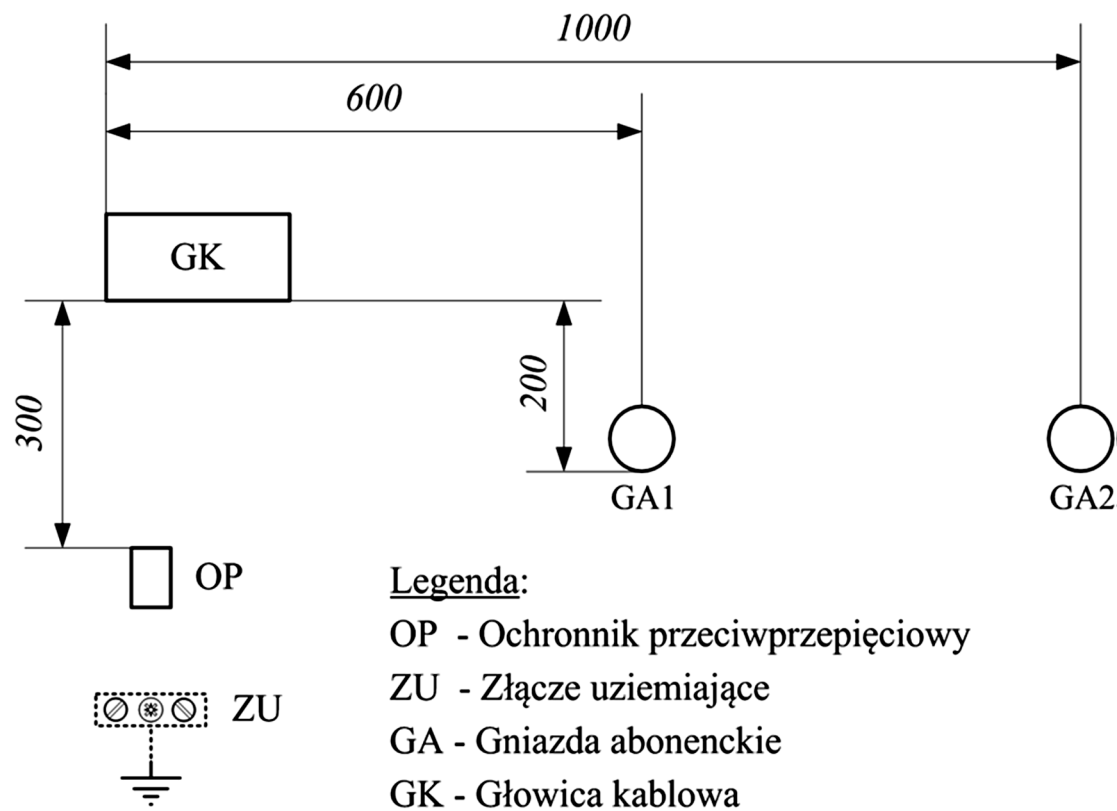 1000
600
GK
300
200
GA1
GA2
OP
ZU
Legenda:
OP - Ochronnik przeciwprzepięciowy
ZU - Złącze uziemiające
GA - Gniazda abonenckie
GK - Głowica kablowa